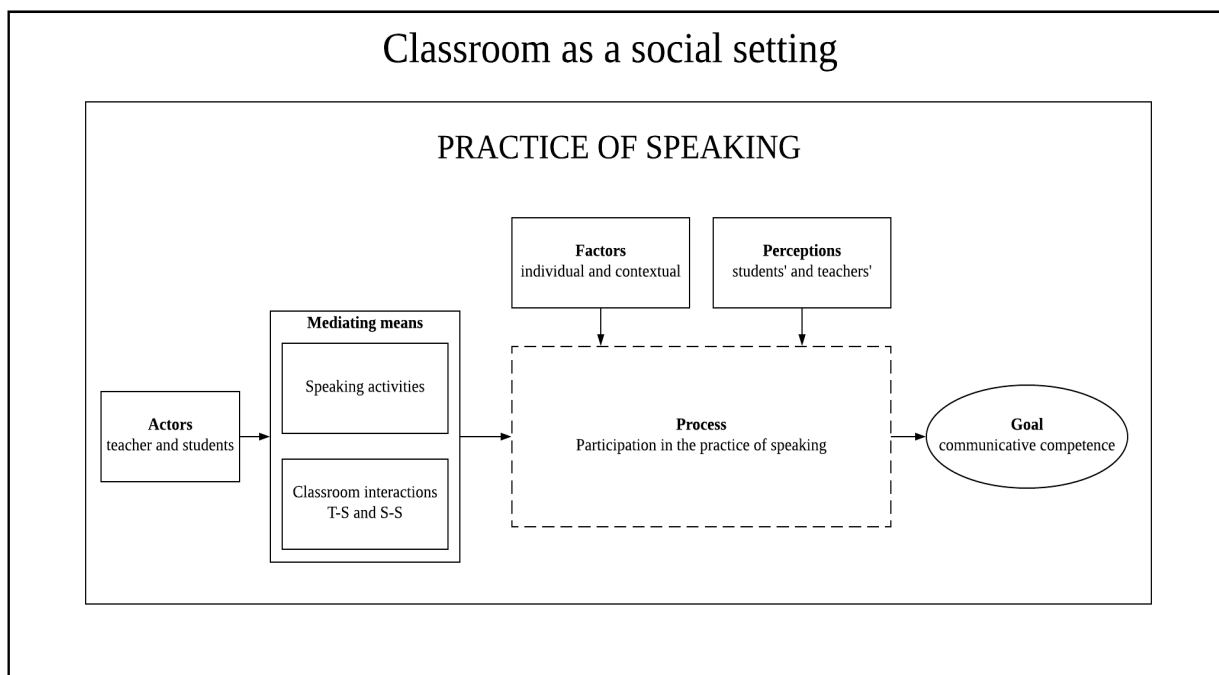 Classroom as a social setting
PRACTICE OF SPEAKING
Factors
individual and contextual
Perceptions
students' and teachers'
Mediating means
Speaking activities
Classroom interactions
T-S and S-S
Actors
teacher and students
Process
Participation in the practice of speaking
Goal
communicative competence